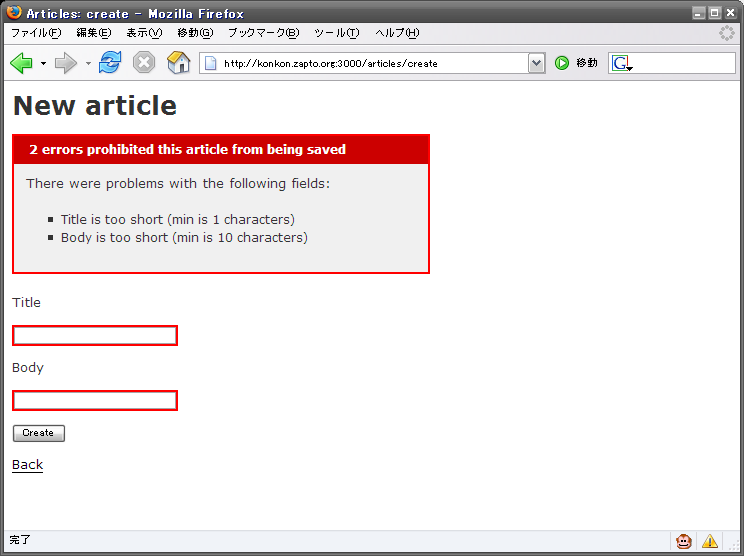 Articles: create - Mozilla Firefox
ファイル(F) 編集(E) 表示(V) 移動(G) ブックマーク(B) ツール(T) ヘルプ(H)
http://konkon.zapto.org:3000/articles/create 移動 G
New article
2 errors prohibited this article from being saved
There were problems with the following fields:
Title is too short (min is 1 characters)
Body is too short (min is 10 characters)
Title
Body
Create
Back
完了